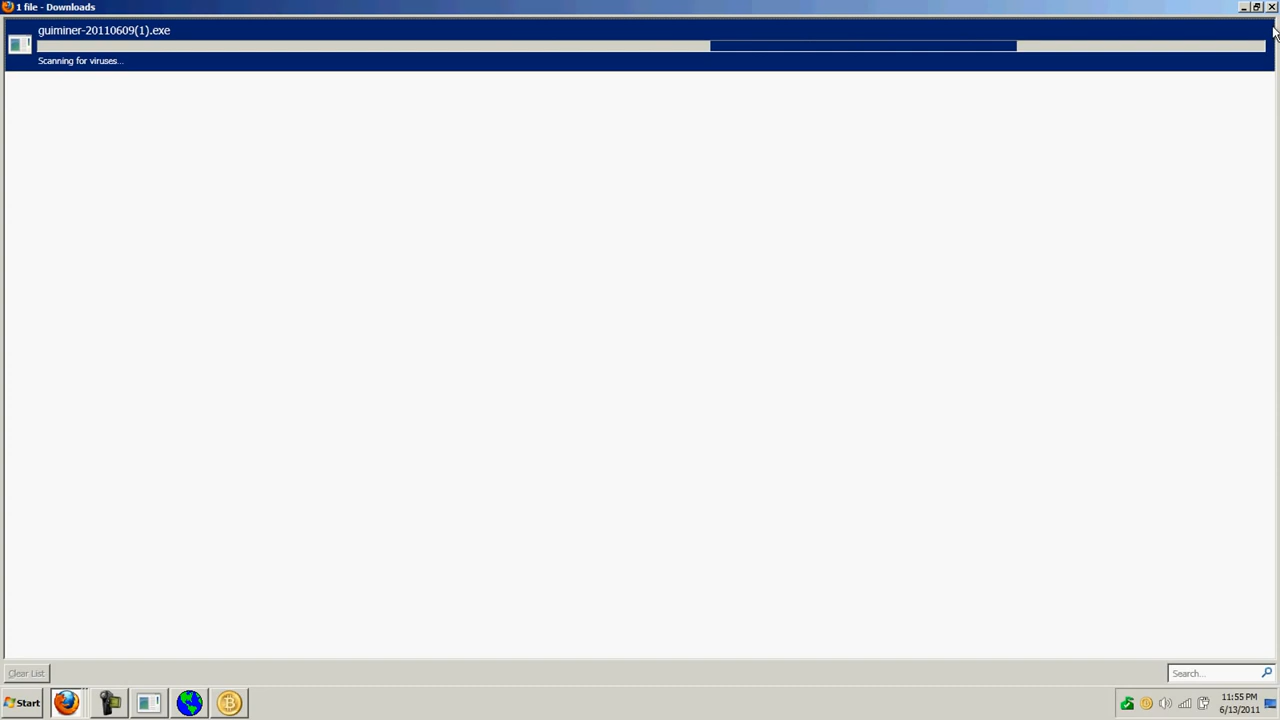 1 file - Downloads
guiminer-20110609(1).exe
Scanning for viruses...
Clear List
Search...
Start
11:55 PM
6/13/2011